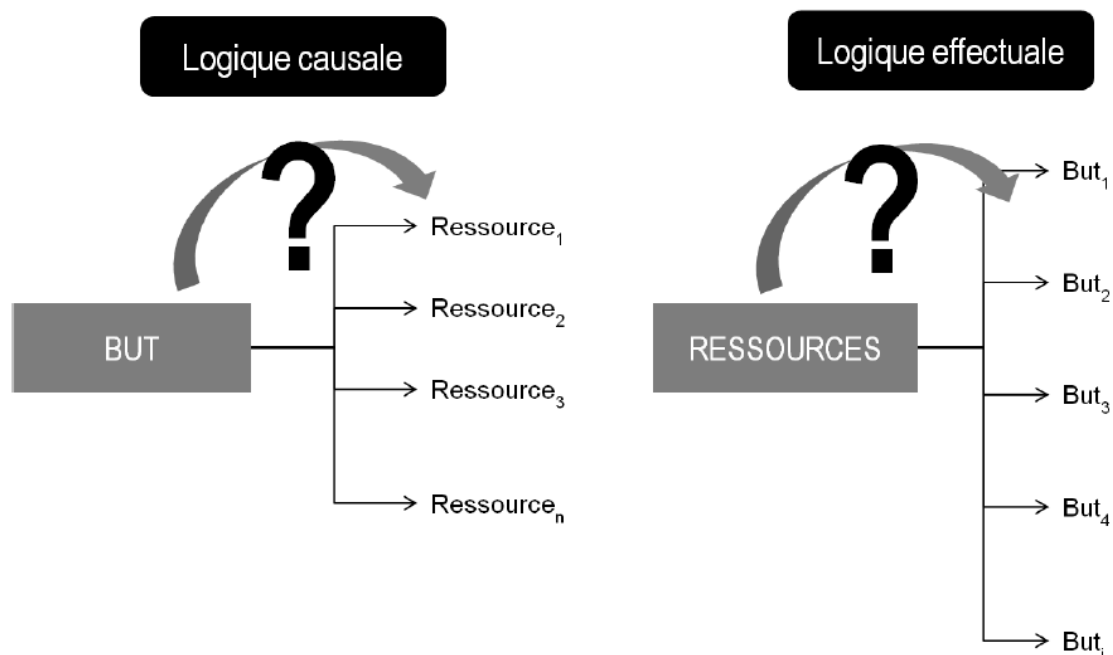 Logique causale
?
BUT
Ressource₁
Ressource₂
Ressource₃
Ressourceₙ
Logique effectuale
?
RESSOURCES
But₁
But₂
But₃
But₄
Butᵢ